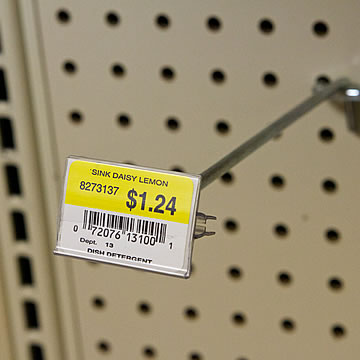 SINK DAISY LEMON
8273137 $1.24
0 72076 13100 1
Dept. 13
DISH DETERGENT